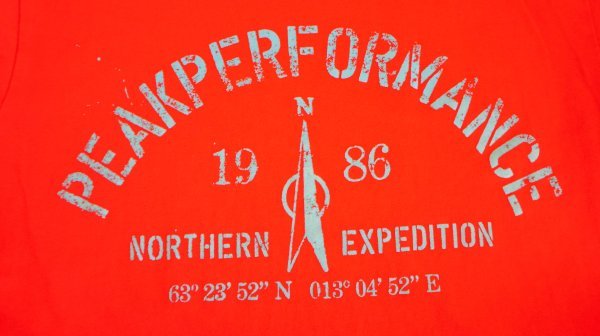 PEAKPERFORMANCE
N
19 86
NORTHERN EXPEDITION
63° 23' 52" N 013° 04' 52" E